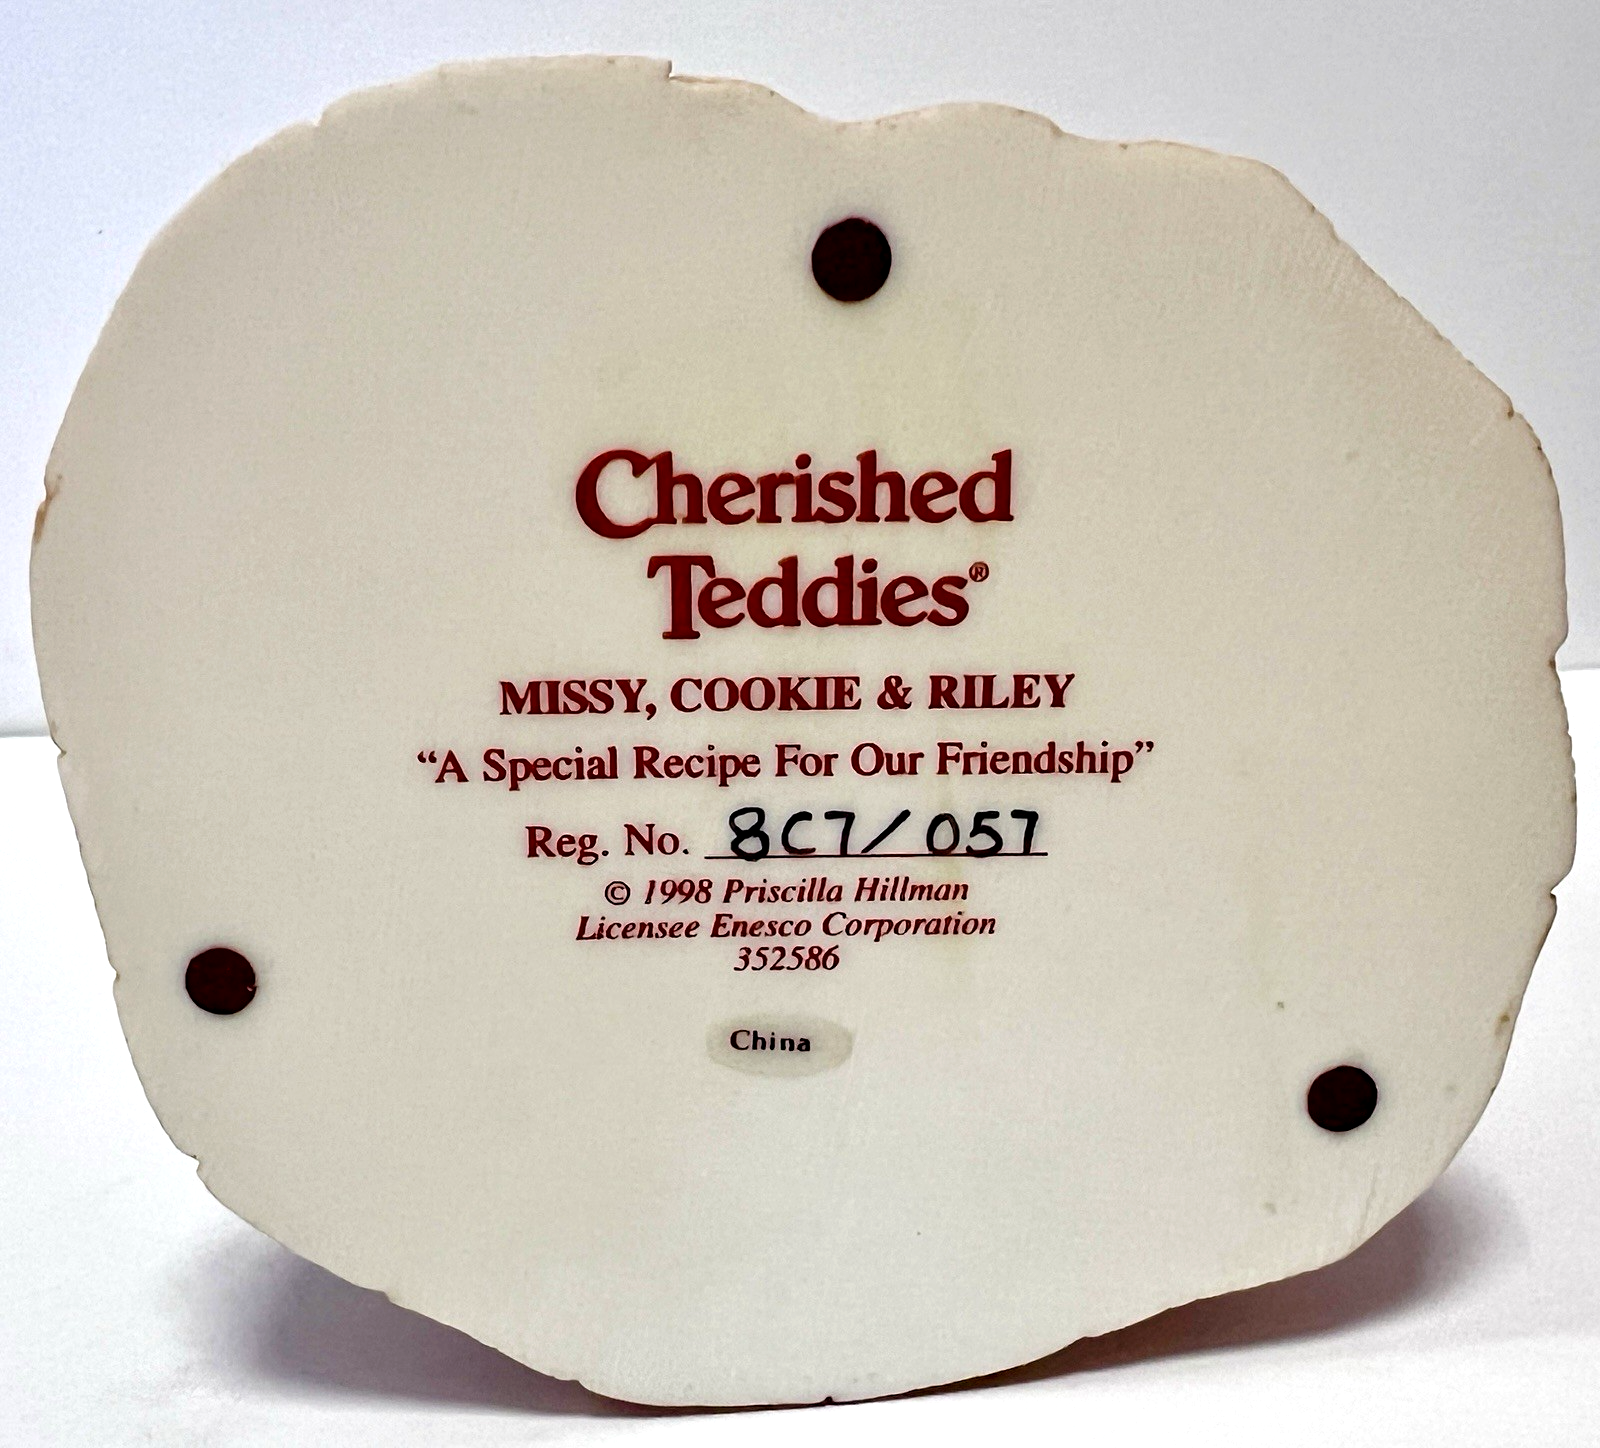 Cherished
Teddies®
MISSY, COOKIE & RILEY
“A Special Recipe For Our Friendship”
Reg. No. 8C7/057
© 1998 Priscilla Hillman
Licensee Enesco Corporation
352586
China